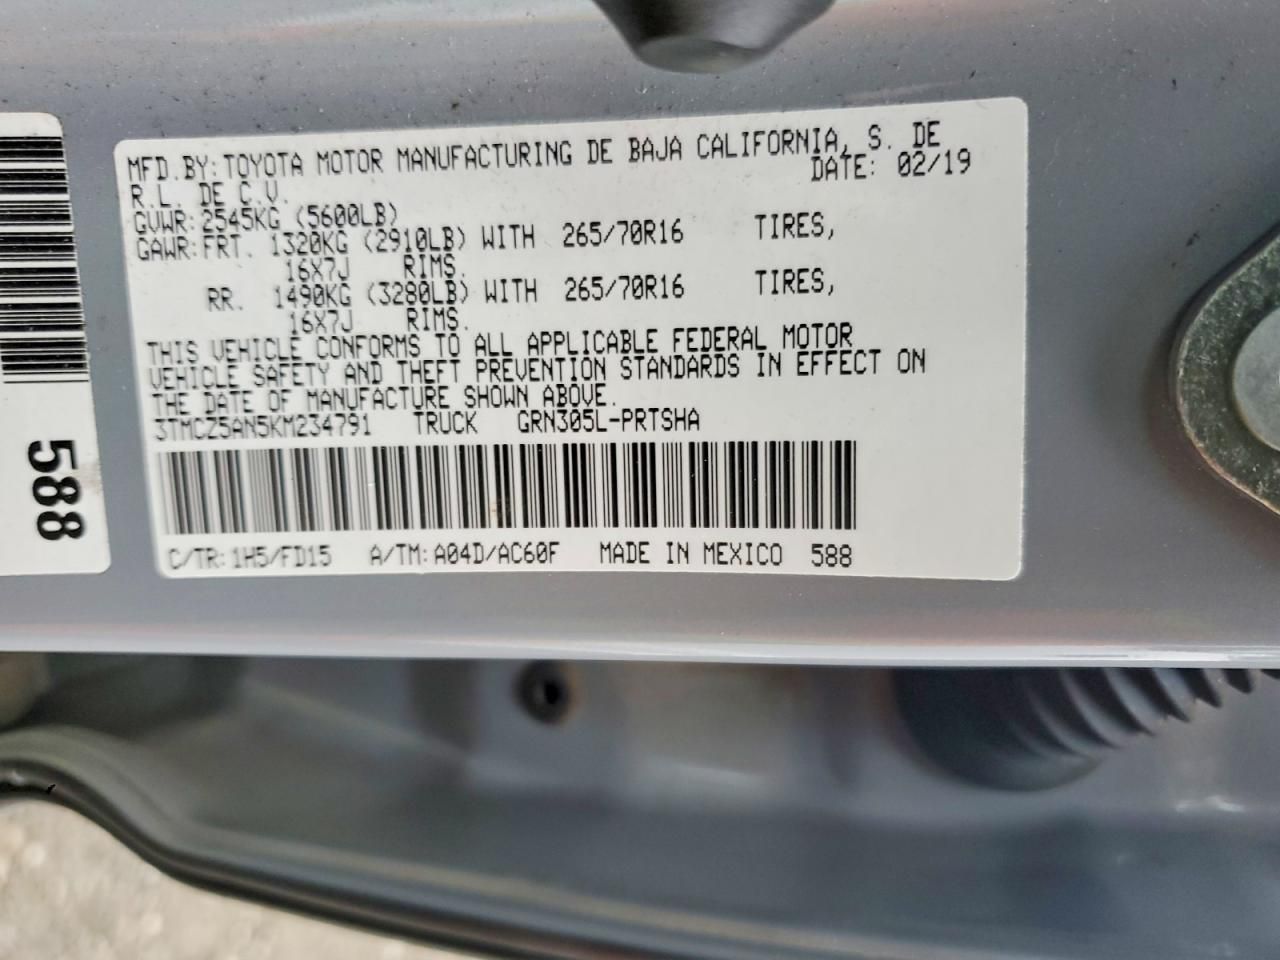 MFD.BY:TOYOTA MOTOR MANUFACTURING DE BAJA CALIFORNIA, S. DE
R.L. DE C.V. DATE: 02/19
GVWR:2545KG (5600LB)
GAWR:FRT. 1320KG (2910LB) WITH 265/70R16 TIRES,
16X7J RIMS.
RR. 1490KG (3280LB) WITH 265/70R16 TIRES,
16X7J RIMS.
THIS VEHICLE CONFORMS TO ALL APPLICABLE FEDERAL MOTOR
VEHICLE SAFETY AND THEFT PREVENTION STANDARDS IN EFFECT ON
THE DATE OF MANUFACTURE SHOWN ABOVE.
3TMCZ5AN5KM234791 TRUCK GRN305L-PRTSHA
C/TR:1H5/FD15 A/TM:A04D/AC60F MADE IN MEXICO 588
588